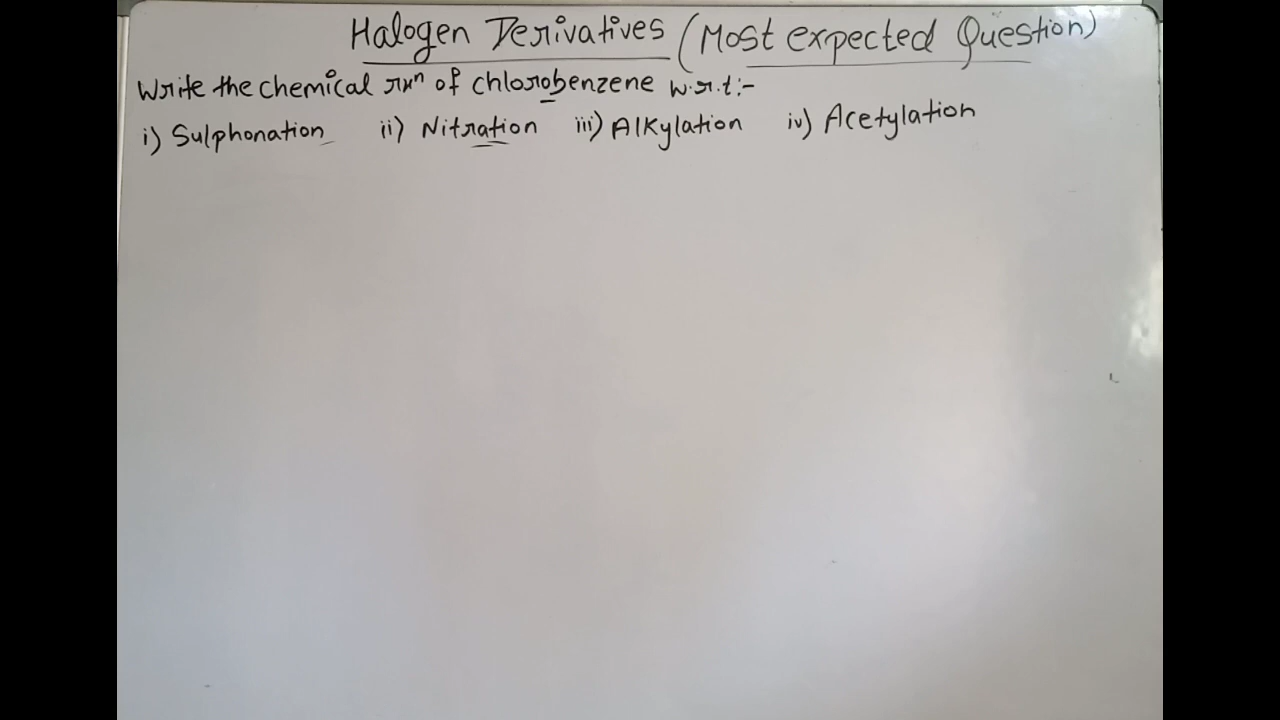 Halogen Derivatives (Most expected Question)
Write the chemical rxⁿ of chlorobenzene w.r.t:-
i) Sulphonation ii) Nitration iii) Alkylation iv) Acetylation